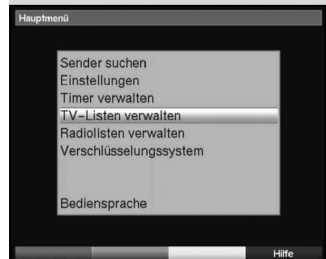 Hauptmenü
Sender suchen
Einstellungen
Timer verwalten
TV-Listen verwalten
Radiolisten verwalten
Verschlüsselungssystem
Bediensprache
Hilfe